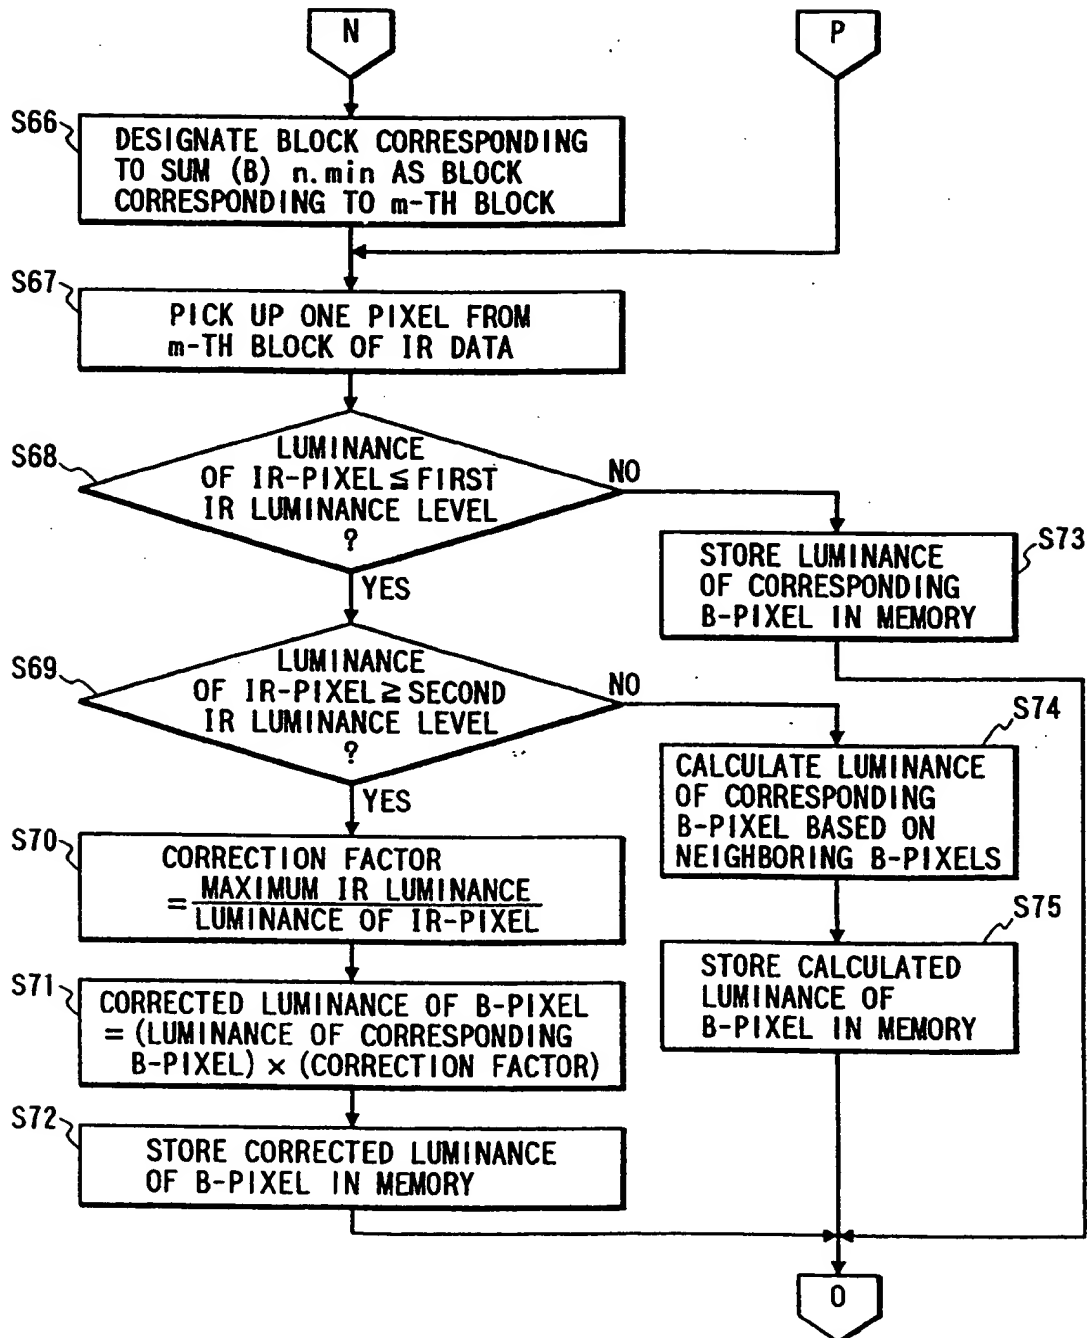 N
P
S66
DESIGNATE BLOCK CORRESPONDING
TO SUM (B) n.min AS BLOCK
CORRESPONDING TO m-TH BLOCK
S67
PICK UP ONE PIXEL FROM
m-TH BLOCK OF IR DATA
S68
LUMINANCE
OF IR-PIXEL ≦ FIRST
IR LUMINANCE LEVEL
?
NO
YES
S73
STORE LUMINANCE
OF CORRESPONDING
B-PIXEL IN MEMORY
S69
LUMINANCE
OF IR-PIXEL ≧ SECOND
IR LUMINANCE LEVEL
?
NO
YES
S74
CALCULATE LUMINANCE
OF CORRESPONDING
B-PIXEL BASED ON
NEIGHBORING B-PIXELS
S70
CORRECTION FACTOR
= MAXIMUM IR LUMINANCE
LUMINANCE OF IR-PIXEL
S75
STORE CALCULATED
LUMINANCE OF
B-PIXEL IN MEMORY
S71
CORRECTED LUMINANCE OF B-PIXEL
= (LUMINANCE OF CORRESPONDING
B-PIXEL) × (CORRECTION FACTOR)
S72
STORE CORRECTED LUMINANCE
OF B-PIXEL IN MEMORY
O